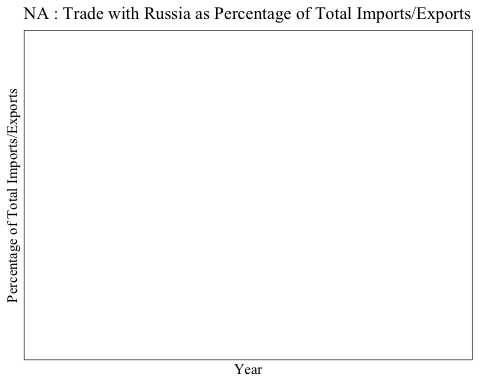 NA : Trade with Russia as Percentage of Total Imports/Exports
Percentage of Total Imports/Exports
Year